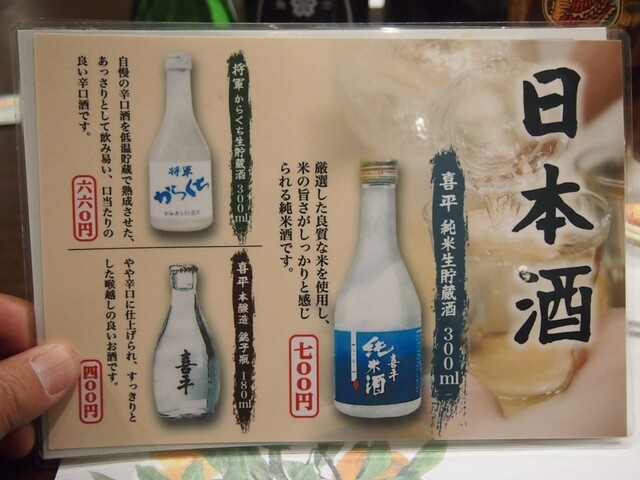 日本酒
喜平 純米生貯蔵酒 300ml
厳選した良質な米を使用し、
米の旨さがしっかりと感じ
られる純米酒です。
七〇〇円
喜平
純米酒
将軍 からくち生貯蔵酒 300ml
自慢の辛口酒を低温貯蔵で熟成させた、
あっさりとして飲み易い、口当たりの
良い辛口酒です。
六六〇円
将軍
からくち
喜平 本醸造 銚子瓶 180ml
やや辛口に仕上げられ、すっきりと
した喉越しの良いお酒です。
四〇〇円
喜平